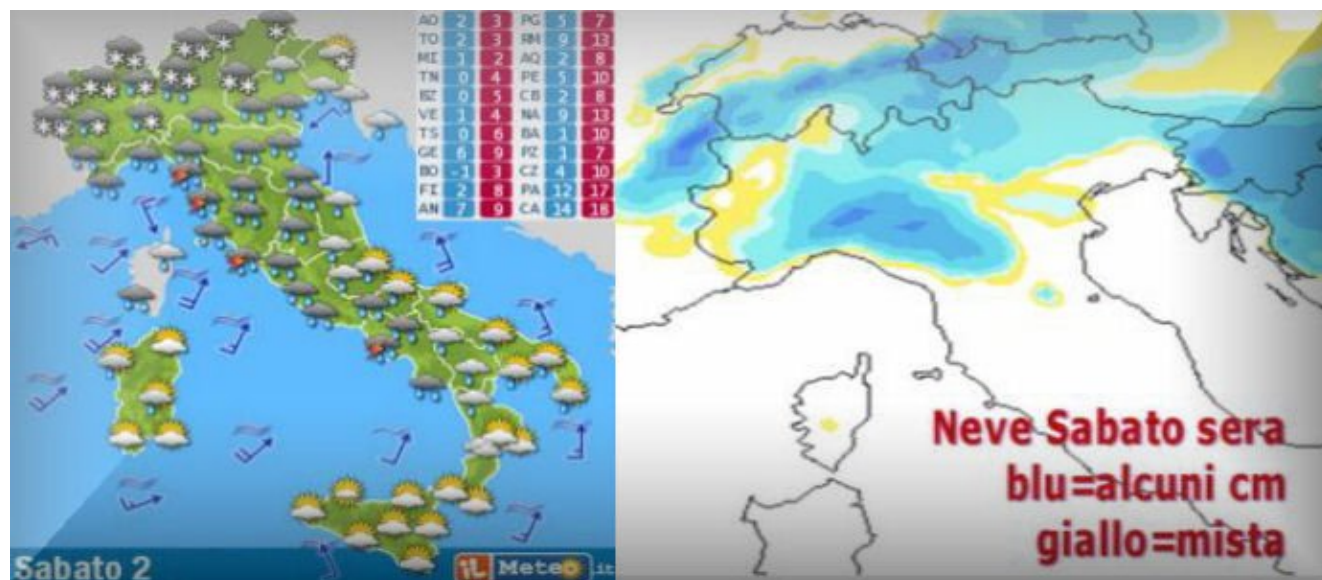 AO 2 3 PG 5 7
TO 2 3 RM 9 13
MI 1 2 AQ 2 8
TN 0 4 PE 5 10
BZ 0 5 CB 2 8
VE 1 4 NA 9 13
TS 0 6 BA 1 10
GE 6 9 PZ 1 7
BO -1 3 CZ 4 10
FI 2 8 PA 12 17
AN 7 9 CA 14 18
Neve Sabato sera
blu=alcuni cm
giallo=mista
Sabato 2
iL Meteo.it